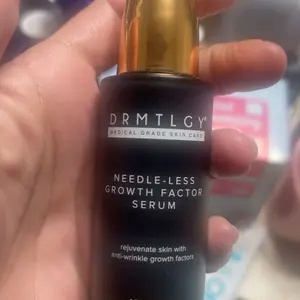 DRMTLGY®
MEDICAL GRADE SKIN CARE
NEEDLE-LESS
GROWTH FACTOR
SERUM
rejuvenate skin with
anti-wrinkle growth factors